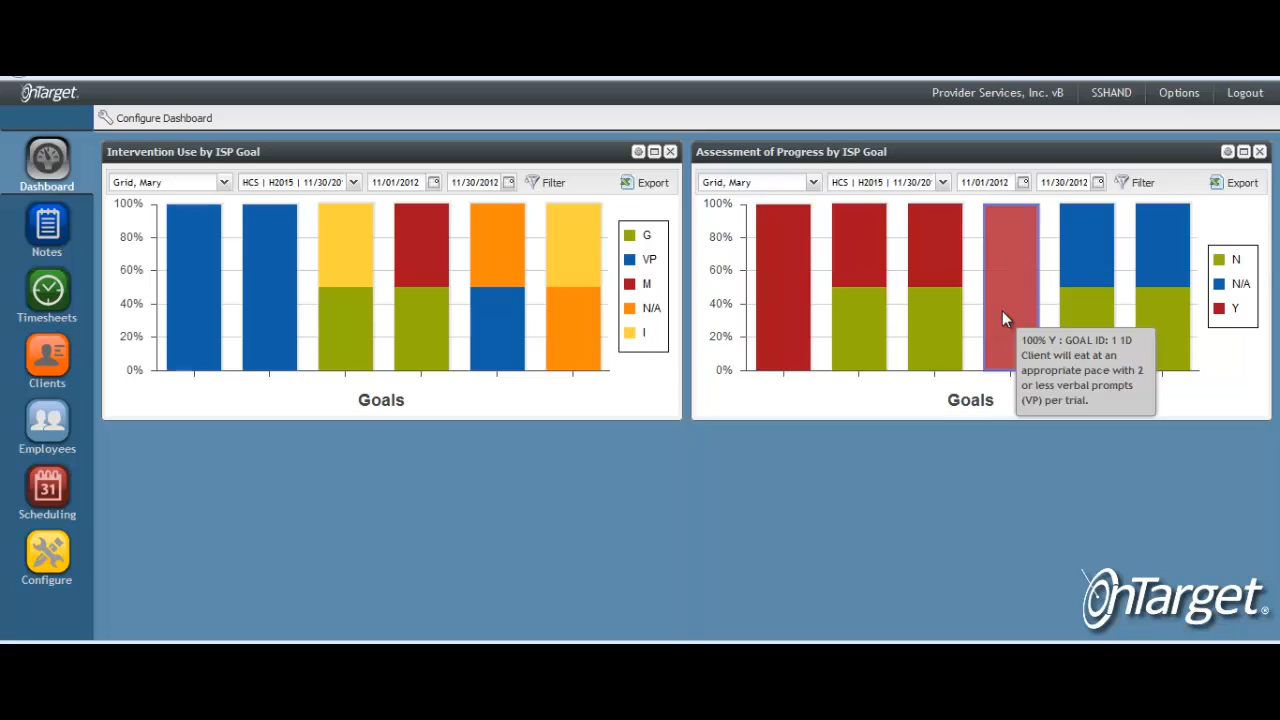 OnTarget.
Provider Services, Inc. vB
SSHAND
Options
Logout
Configure Dashboard
Dashboard
Notes
Timesheets
Clients
Employees
31
Scheduling
Configure
Intervention Use by ISP Goal
Grid, Mary
HCS | H2015 | 11/30/20
11/01/2012
11/30/2012
Filter
Export
100%
80%
60%
40%
20%
0%
Goals
G
VP
M
N/A
I
Assessment of Progress by ISP Goal
Grid, Mary
HCS | H2015 | 11/30/20
11/01/2012
11/30/2012
Filter
Export
100%
80%
60%
40%
20%
0%
Goals
N
N/A
Y
100% Y : GOAL ID: 1 1D
Client will eat at an
appropriate pace with 2
or less verbal prompts
(VP) per trial.
OnTarget.®